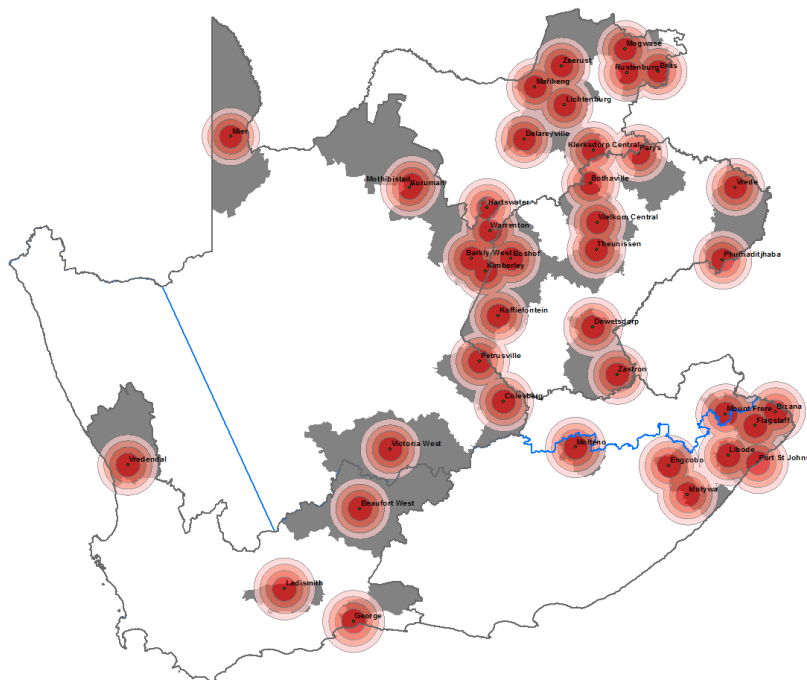 Mogwase
Zeerust
Rustenburg
Brits
Mafikeng
Lichtenburg
Mier
Delareyville
Klerksdorp Central
Parys
Mothibistad
Kuruman
Bothaville
Vrede
Hartswater
Welkom Central
Warrenton
Theunissen
Barkly-West
Boshof
Phuthaditjhaba
Kimberley
Koffiefontein
Dewetsdorp
Petrusville
Zastron
Colesberg
Mount Frere
Bizana
Flagstaff
Victoria West
Molteno
Libode
Port St Johns
Vredendal
Engcobo
Idutywa
Beaufort West
Ladismith
George